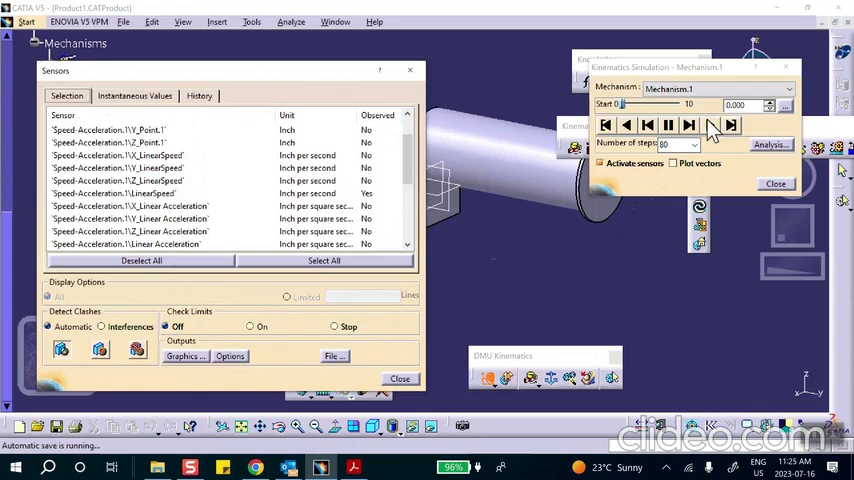 CATIA V5 - [Product1.CATProduct]
Start ENOVIA V5 VPM File Edit View Insert Tools Analyze Window Help
Mechanisms
Sensors
Selection Instantaneous Values History
Sensor Unit Observed
`Speed-Acceleration.1\Y_Point.1` Inch No
`Speed-Acceleration.1\Z_Point.1` Inch No
`Speed-Acceleration.1\X_LinearSpeed` Inch per second No
`Speed-Acceleration.1\Y_LinearSpeed` Inch per second No
`Speed-Acceleration.1\Z_LinearSpeed` Inch per second No
`Speed-Acceleration.1\LinearSpeed` Inch per second Yes
`Speed-Acceleration.1\X_Linear Acceleration` Inch per square sec... No
`Speed-Acceleration.1\Y_Linear Acceleration` Inch per square sec... No
`Speed-Acceleration.1\Z_Linear Acceleration` Inch per square sec... No
`Speed-Acceleration.1\Linear Acceleration` Inch per square sec... No
Deselect All Select All
Display Options
All Limited Lines
Detect Clashes Check Limits
Automatic Interferences Off On Stop
Outputs
Graphics ... Options File ...
Close
Kinematics Simulation - Mechanism.1
Mechanism : Mechanism.1
Start 0 10 0.000 ...
Number of steps: 80 Analysis...
Activate sensors Plot vectors
Close
DMU Kinematics
z
x
Automatic save is running...
clideo.com
96% 23°C Sunny ENG 11:25 AM
US 2023-07-16